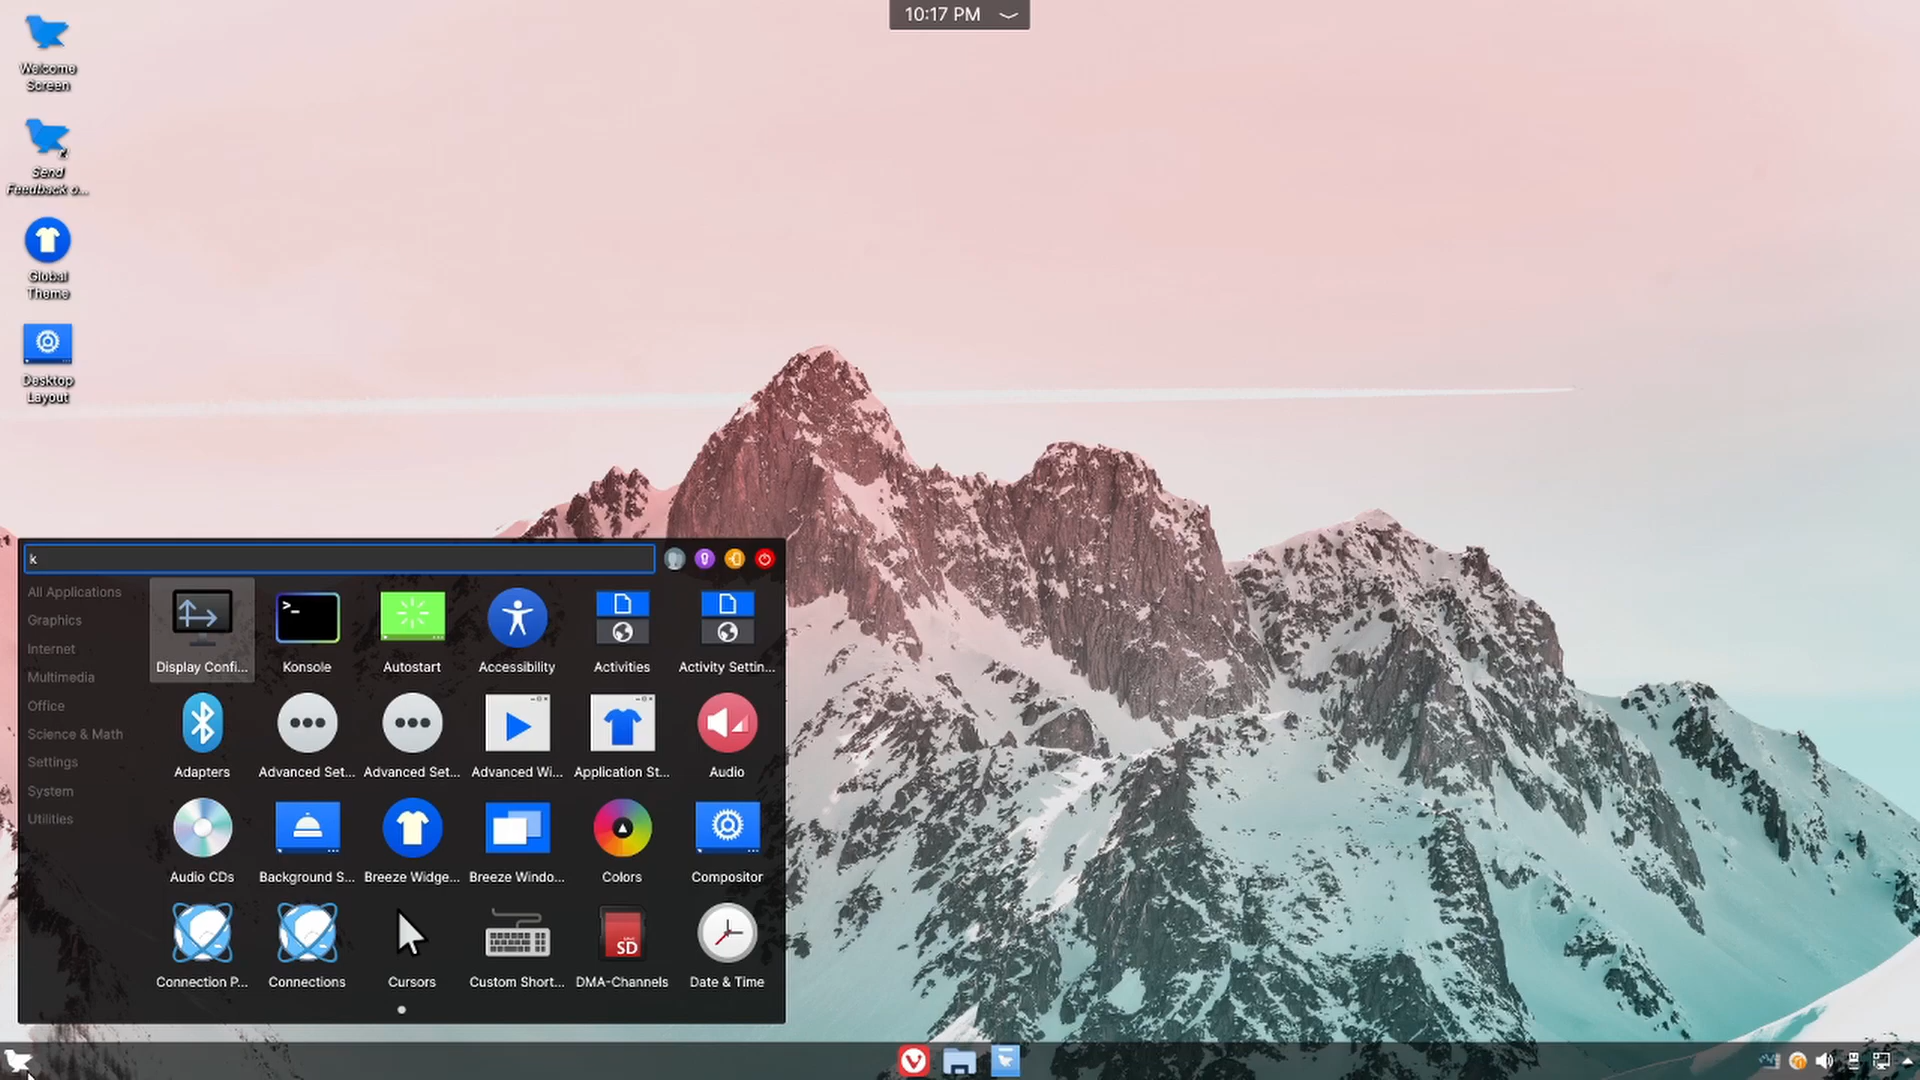 10:17 PM
Welcome
Screen
Send
Feedback o...
Global
Theme
Desktop
Layout
k
All Applications
Graphics
Internet
Multimedia
Office
Science & Math
Settings
System
Utilities
Display Confi...
Konsole
Autostart
Accessibility
Activities
Activity Settin...
Adapters
Advanced Set...
Advanced Set...
Advanced Wi...
Application St...
Audio
Audio CDs
Background S...
Breeze Widge...
Breeze Windo...
Colors
Compositor
SD
Connection P...
Connections
Cursors
Custom Short...
DMA-Channels
Date & Time